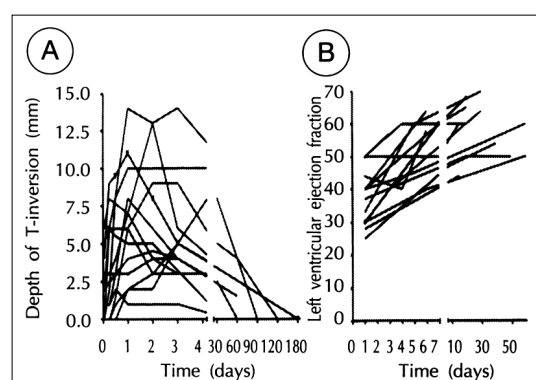 A
Depth of T-inversion (mm)
15.0
12.5
10.0
7.5
5.0
2.5
0.0
0 1 2 3 4 30 60 90 120 180
Time (days)
B
Left ventricular ejection fraction
70
60
50
40
30
20
10
0
0 1 2 3 4 5 6 7 10 30 50
Time (days)